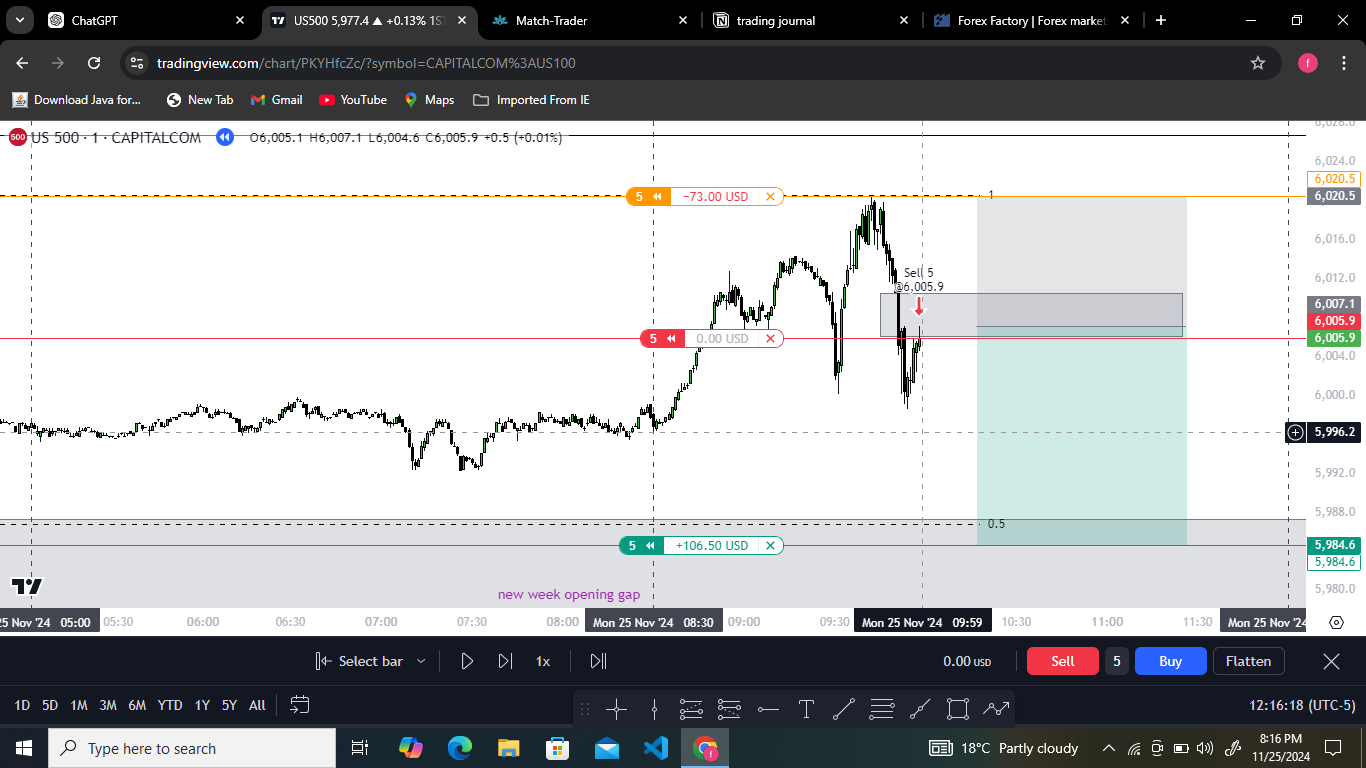 ChatGPT
US500 5,977.4 ▲ +0.13% 1S
Match-Trader
trading journal
Forex Factory | Forex market
tradingview.com/chart/PKYHfcZc/?symbol=CAPITALCOM%3AUS100
f
Download Java for...
New Tab
Gmail
YouTube
Maps
Imported From IE
500
US 500 · 1 · CAPITALCOM
O6,005.1 H6,007.1 L6,004.6 C6,005.9 +0.5 (+0.01%)
6,028.0
6,024.0
6,020.5
5
−73.00 USD
1
6,020.5
6,016.0
6,012.0
Sell 5
@6,005.9
6,007.1
6,005.9
5
0.00 USD
6,005.9
6,004.0
6,000.0
5,996.2
5,992.0
5,988.0
0.5
5
+106.50 USD
5,984.6
5,984.6
5,980.0
new week opening gap
25 Nov '24 05:00
05:30
06:00
06:30
07:00
07:30
08:00
Mon 25 Nov '24 08:30
09:00
09:30
Mon 25 Nov '24 09:59
10:30
11:00
11:30
Mon 25 Nov '24
Select bar
1x
0.00 USD
Sell
5
Buy
Flatten
1D 5D 1M 3M 6M YTD 1Y 5Y All
12:16:18 (UTC-5)
Type here to search
18°C Partly cloudy
8:16 PM
11/25/2024